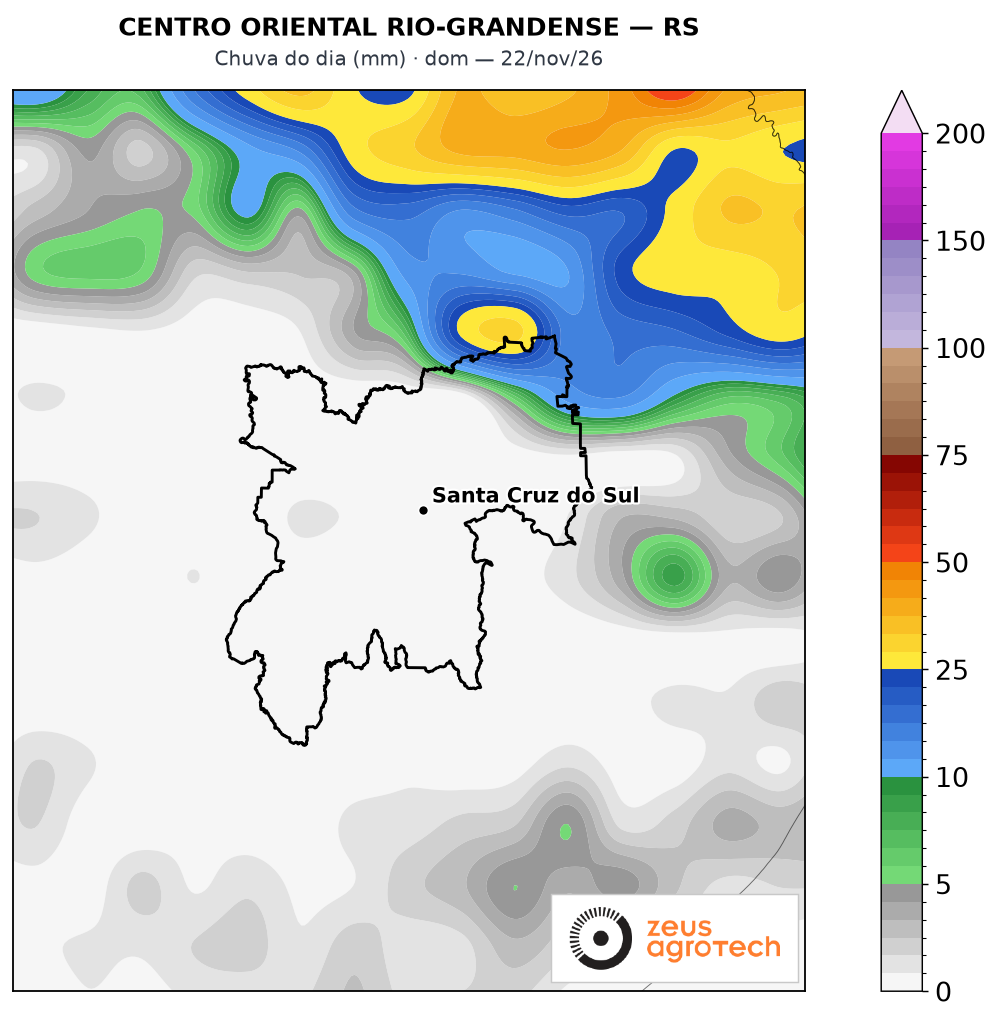 CENTRO ORIENTAL RIO-GRANDENSE — RS
Chuva do dia (mm) · dom — 22/nov/26
200
150
100
75
50
25
10
5
0
Santa Cruz do Sul
zeus
agrotech